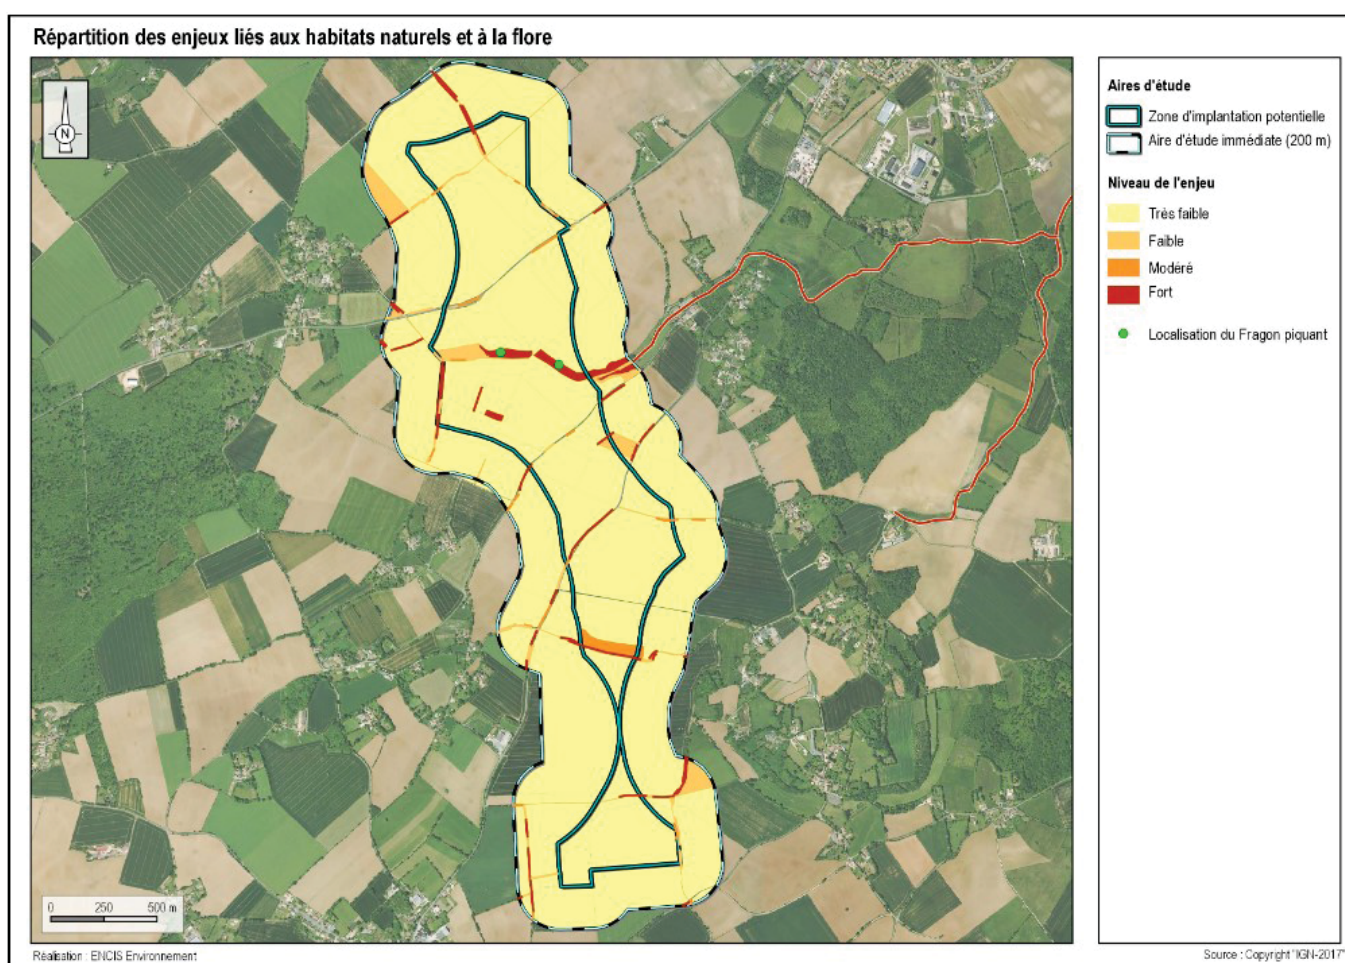 Répartition des enjeux liés aux habitats naturels et à la flore
N
Aires d'étude
Zone d'implantation potentielle
Aire d'étude immédiate (200 m)
Niveau de l'enjeu
Très faible
Faible
Modéré
Fort
Localisation du Fragon piquant
0 250 500 m
Réalisation : ENCIS Environnement
Source : Copyright "IGN-2017"